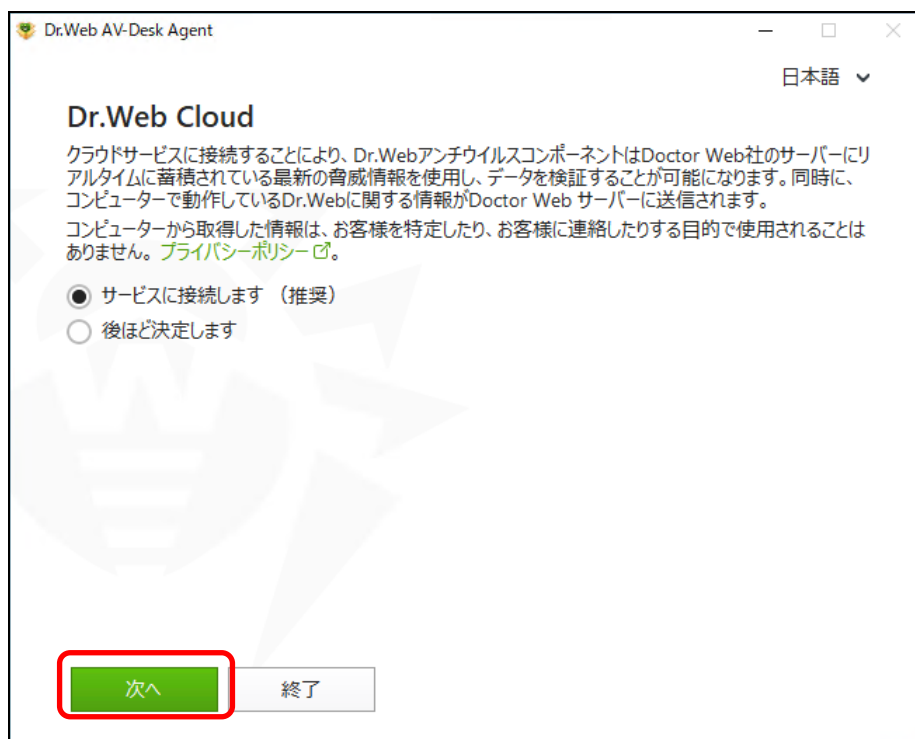 Dr.Web AV-Desk Agent
日本語
Dr.Web Cloud
クラウドサービスに接続することにより、Dr.WebアンチウイルスコンポーネントはDoctor Web社のサーバーにリ
アルタイムに蓄積されている最新の脅威情報を使用し、データを検証することが可能になります。同時に、
コンピューターで動作しているDr.Webに関する情報がDoctor Web サーバーに送信されます。
コンピューターから取得した情報は、お客様を特定したり、お客様に連絡したりする目的で使用されることは
ありません。プライバシーポリシー。
サービスに接続します （推奨）
後ほど決定します
次へ
終了